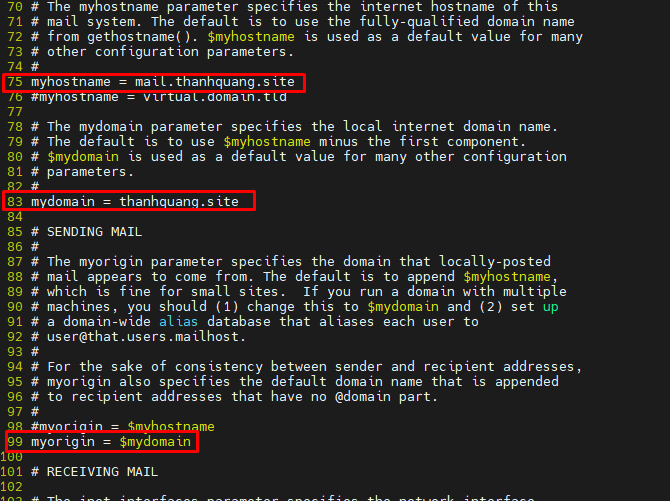 70 # The myhostname parameter specifies the internet hostname of this
71 # mail system. The default is to use the fully-qualified domain name
72 # from gethostname(). $myhostname is used as a default value for many
73 # other configuration parameters.
74 #
75 myhostname = mail.thanhquang.site
76 #myhostname = virtual.domain.tld
77
78 # The mydomain parameter specifies the local internet domain name.
79 # The default is to use $myhostname minus the first component.
80 # $mydomain is used as a default value for many other configuration
81 # parameters.
82 #
83 mydomain = thanhquang.site
84
85 # SENDING MAIL
86 #
87 # The myorigin parameter specifies the domain that locally-posted
88 # mail appears to come from. The default is to append $myhostname,
89 # which is fine for small sites.  If you run a domain with multiple
90 # machines, you should (1) change this to $mydomain and (2) set up
91 # a domain-wide alias database that aliases each user to
92 # user@that.users.mailhost.
93 #
94 # For the sake of consistency between sender and recipient addresses,
95 # myorigin also specifies the default domain name that is appended
96 # to recipient addresses that have no @domain part.
97 #
98 #myorigin = $myhostname
99 myorigin = $mydomain
100
101 # RECEIVING MAIL
102
103 # The inet_interfaces parameter specifies the network interface